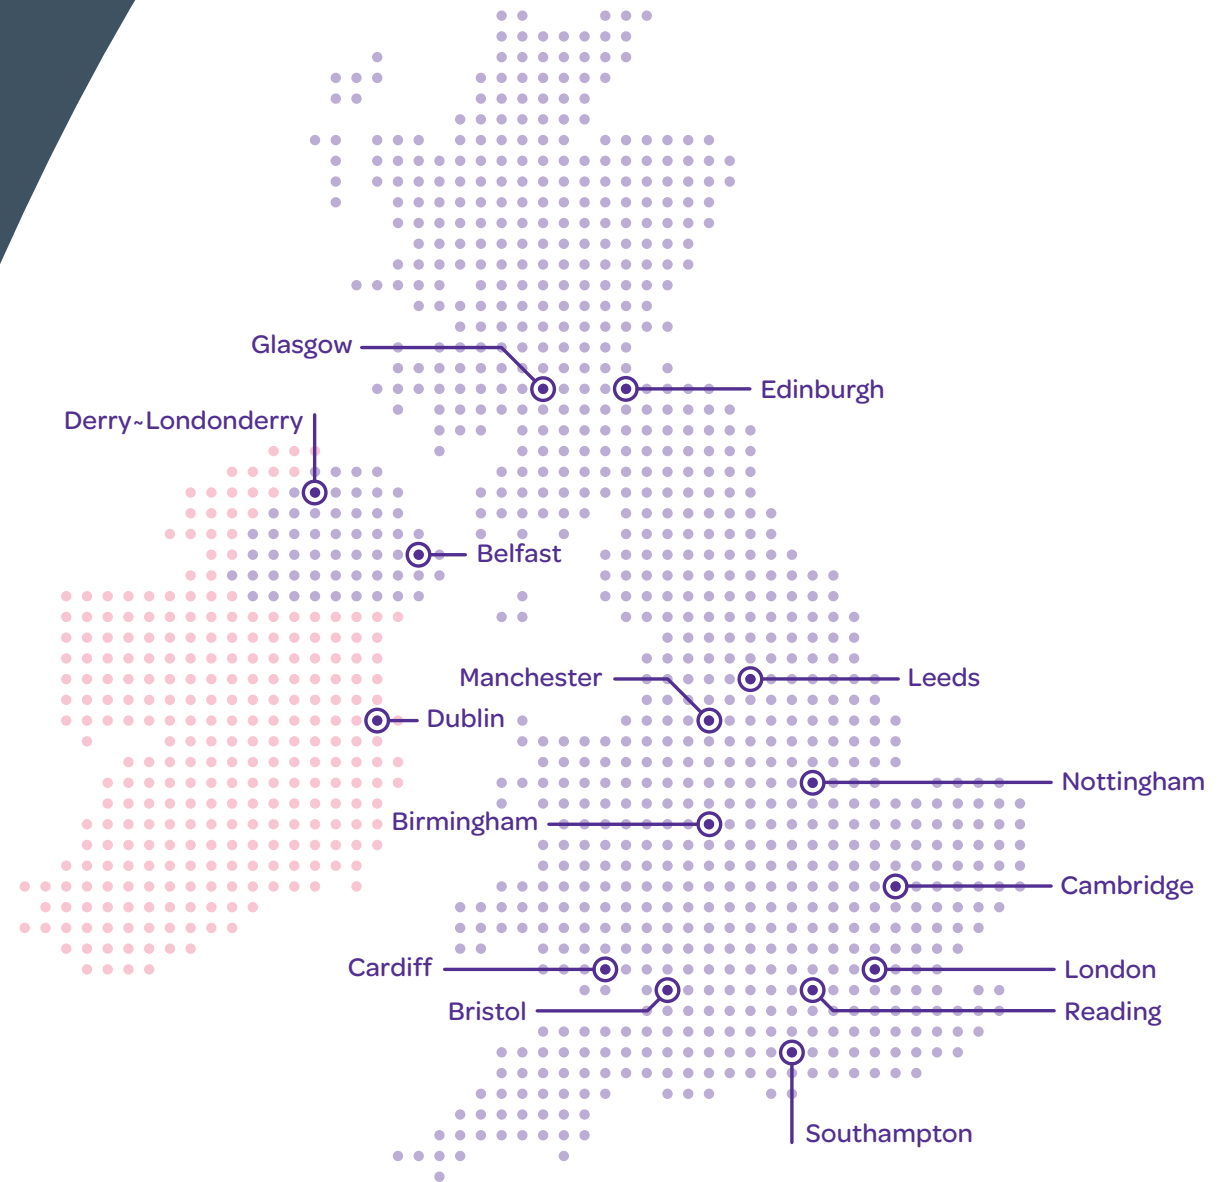 Glasgow
Edinburgh
Derry~Londonderry
Belfast
Manchester
Leeds
Dublin
Nottingham
Birmingham
Cambridge
Cardiff
London
Bristol
Reading
Southampton